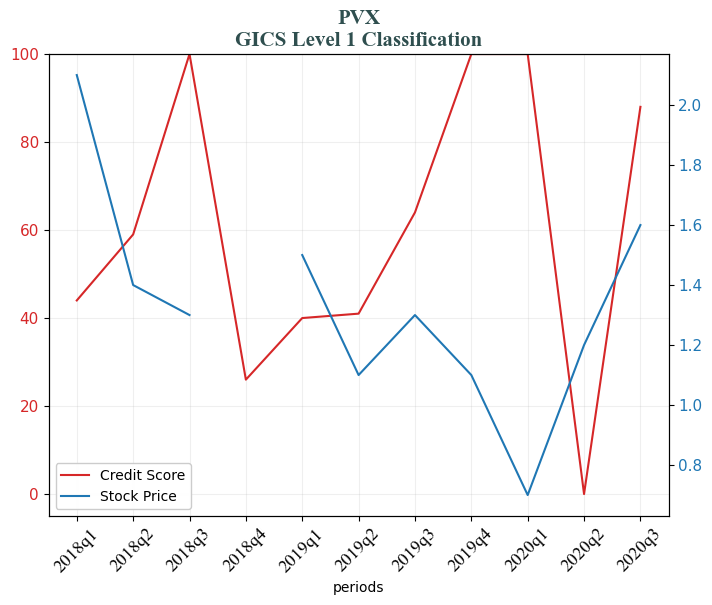 PVX
GICS Level 1 Classification
100
80
60
40
20
0
2.0
1.8
1.6
1.4
1.2
1.0
0.8
Credit Score
Stock Price
2018q1
2018q2
2018q3
2018q4
2019q1
2019q2
2019q3
2019q4
2020q1
2020q2
2020q3
periods